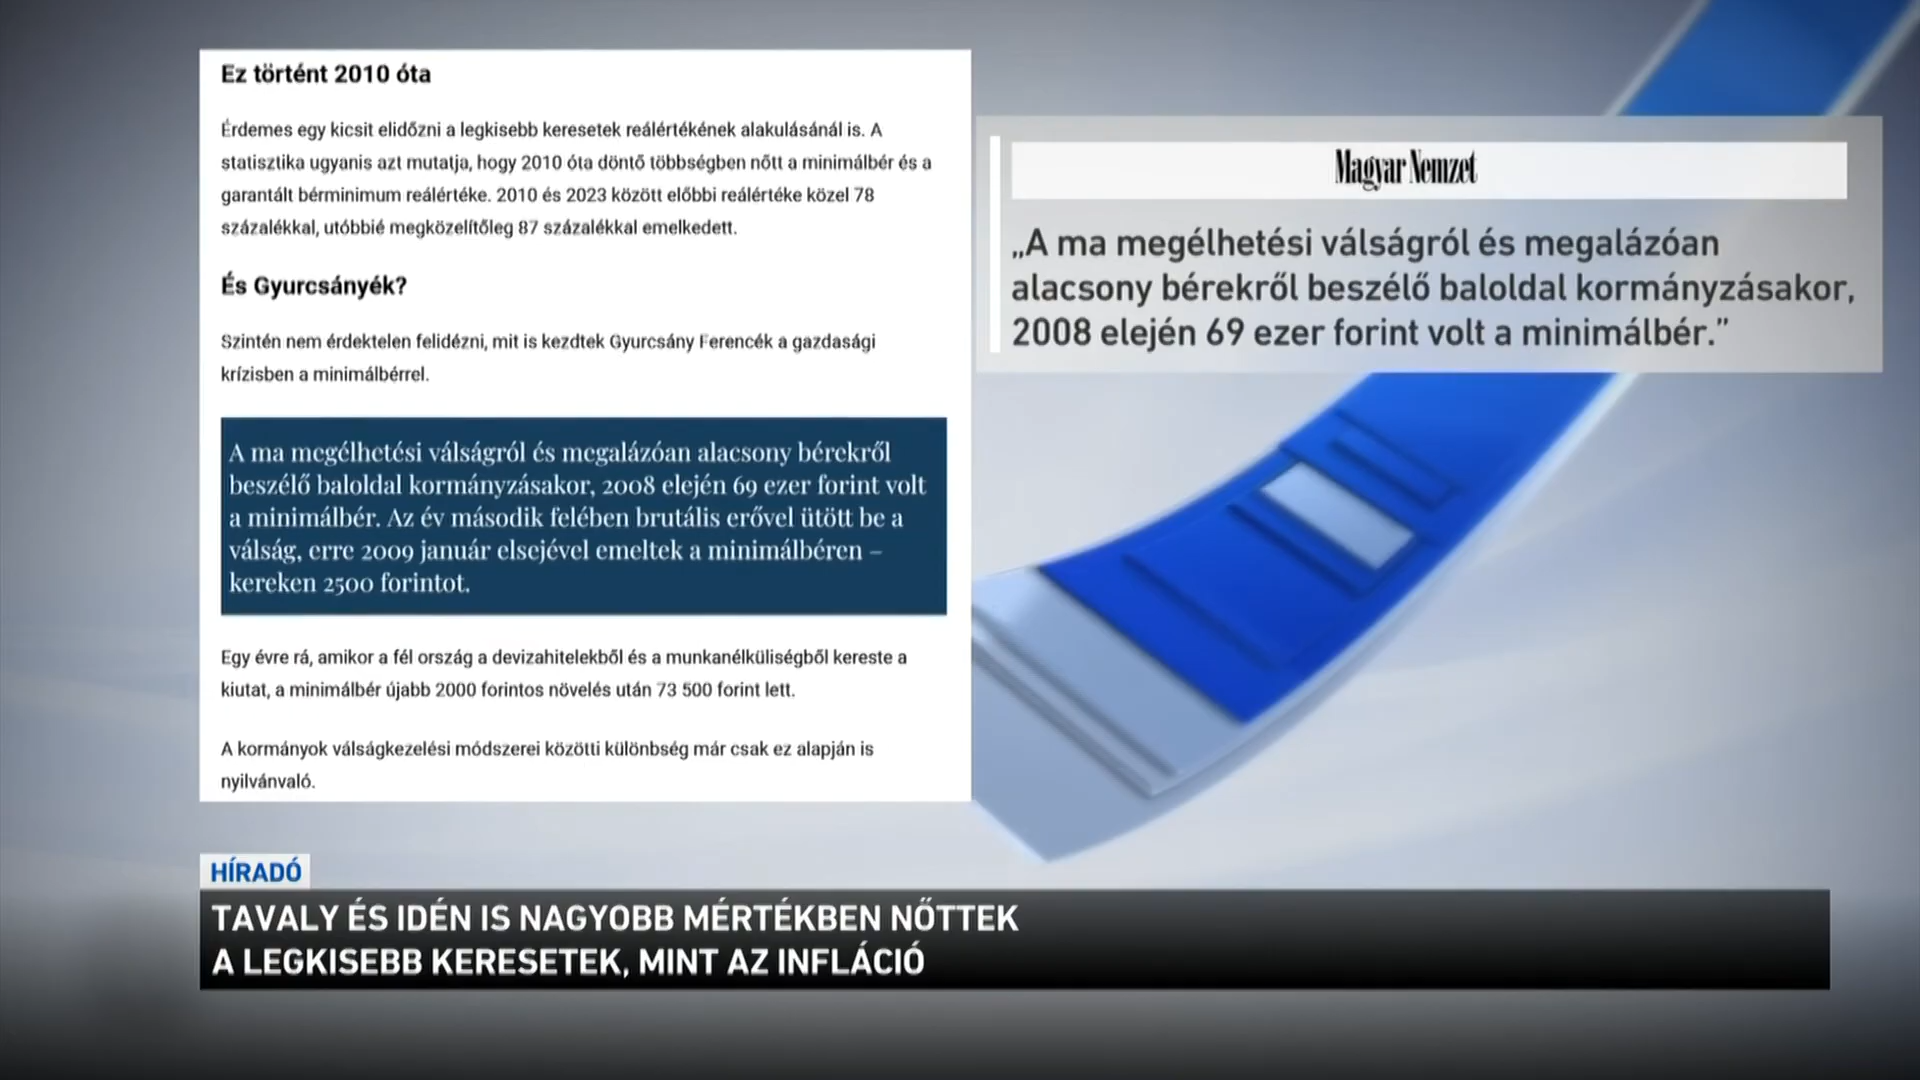 Ez történt 2010 óta
Érdemes egy kicsit elidőzni a legkisebb keresetek reálértékének alakulásánál is. A
statisztika ugyanis azt mutatja, hogy 2010 óta döntő többségben nőtt a minimálbér és a
garantált bérminimum reálértéke. 2010 és 2023 között előbbi reálértéke közel 78
százalékkal, utóbbié megközelítőleg 87 százalékkal emelkedett.
És Gyurcsányék?
Szintén nem érdektelen felidézni, mit is kezdtek Gyurcsány Ferencék a gazdasági
krízisben a minimálbérrel.
A ma megélhetési válságról és megalázóan alacsony bérekről
beszélő baloldal kormányzásakor, 2008 elején 69 ezer forint volt
a minimálbér. Az év második felében brutális erővel ütött be a
válság, erre 2009 január elsejével emeltek a minimálbéren –
kereken 2500 forintot.
Egy évre rá, amikor a fél ország a devizahitelekből és a munkanélküliségből kereste a
kiutat, a minimálbér újabb 2000 forintos növelés után 73 500 forint lett.
A kormányok válságkezelési módszerei közötti különbség már csak ez alapján is
nyilvánvaló.
Magyar Nemzet
„A ma megélhetési válságról és megalázóan
alacsony bérekről beszélő baloldal kormányzásakor,
2008 elején 69 ezer forint volt a minimálbér.”
HÍRADÓ
TAVALY ÉS IDÉN IS NAGYOBB MÉRTÉKBEN NŐTTEK
A LEGKISEBB KERESETEK, MINT AZ INFLÁCIÓ